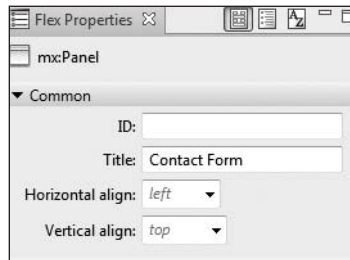 Flex Properties
A Z
mx:Panel
Common
ID:
Title: Contact Form
Horizontal align: left
Vertical align: top